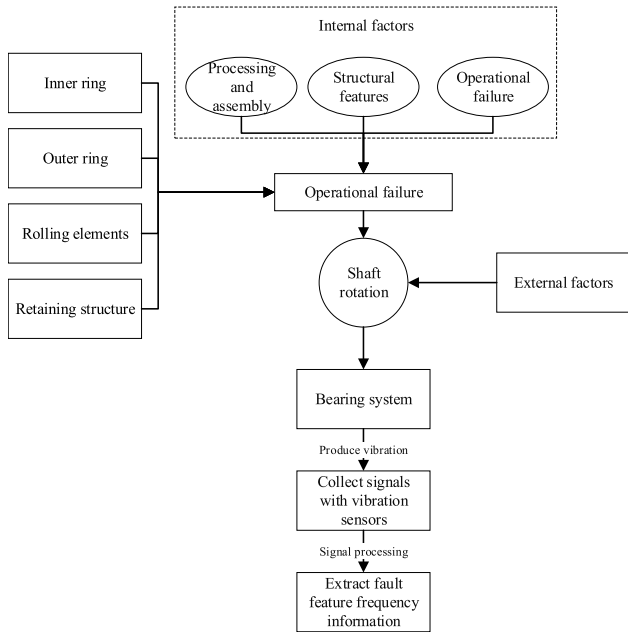 Internal factors
Processing
and
assembly
Structural
features
Operational
failure
Inner ring
Outer ring
Rolling elements
Retaining structure
Operational failure
Shaft
rotation
External factors
Bearing system
Produce vibration
Collect signals
with vibration
sensors
Signal processing
Extract fault
feature frequency
information